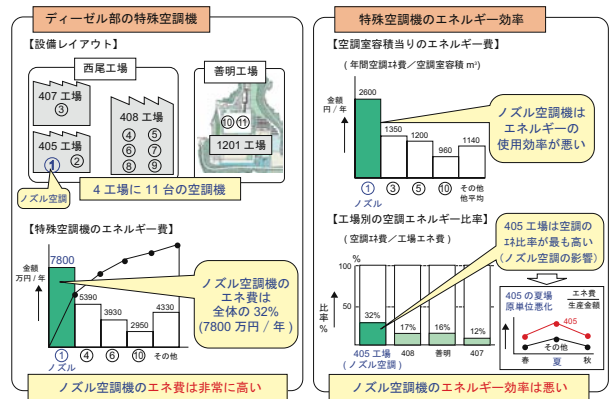 ディーゼル部の特殊空調機
【設備レイアウト】
西尾工場
善明工場
407 工場
③
408 工場
④ ⑤
⑥ ⑦
⑧ ⑨
405 工場
① ②
ノズル空調
⑩⑪
1201 工場
4 工場に 11 台の空調機
【特殊空調機のエネルギー費】
金額
万円 / 年
7800
5390
3930
2950
4330
① ④ ⑥ ⑩ その他
ノズル
ノズル空調機の
エネ費は
全体の 32%
(7800 万円 / 年)
ノズル空調機のエネ費は非常に高い
特殊空調機のエネルギー効率
【空調室容積当りのエネルギー費】
( 年間空調ｴﾈ費／空調室容積 m³)
金額
円 / 年
2600
1350
1200
960
1140
① ③ ⑤ ⑩ その他
他平均
ノズル
ノズル空調機は
エネルギーの
使用効率が悪い
【工場別の空調エネルギー比率】
( 空調ｴﾈ費／工場エネ費 )
%
100
50
比率
%
32%
17%
16%
12%
405 工場 408 善明 407
( ノズル空調 )
405 工場は空調の
ｴﾈ比率が最も高い
(ノズル空調の影響)
405 の夏場
原単位悪化
エネ費
生産金額
405
その他
春 夏 秋
ノズル空調機のエネルギー効率は悪い